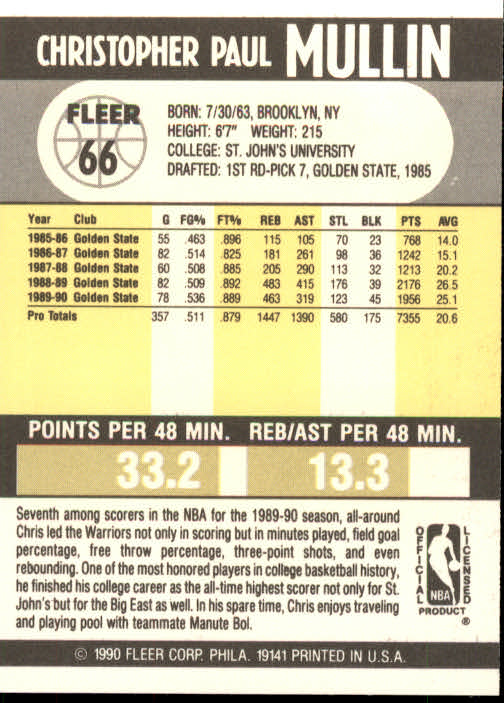 CHRISTOPHER PAUL MULLIN
FLEER
66
BORN: 7/30/63, BROOKLYN, NY
HEIGHT: 6'7" WEIGHT: 215
COLLEGE: ST. JOHN'S UNIVERSITY
DRAFTED: 1ST RD-PICK 7, GOLDEN STATE, 1985
Year Club G FG% FT% REB AST STL BLK PTS AVG
1985-86 Golden State 55 .463 .896 115 105 70 23 768 14.0
1986-87 Golden State 82 .514 .825 181 261 98 36 1242 15.1
1987-88 Golden State 60 .508 .885 205 290 113 32 1213 20.2
1988-89 Golden State 82 .509 .892 483 415 176 39 2176 26.5
1989-90 Golden State 78 .536 .889 463 319 123 45 1956 25.1
Pro Totals 357 .511 .879 1447 1390 580 175 7355 20.6
POINTS PER 48 MIN. REB/AST PER 48 MIN.
33.2 13.3
Seventh among scorers in the NBA for the 1989-90 season, all-around
Chris led the Warriors not only in scoring but in minutes played, field goal
percentage, free throw percentage, three-point shots, and even
rebounding. One of the most honored players in college basketball history,
he finished his college career as the all-time highest scorer not only for St.
John's but for the Big East as well. In his spare time, Chris enjoys traveling
and playing pool with teammate Manute Bol.
OFFICIAL
LICENSED
NBA
PRODUCT ®
© 1990 FLEER CORP. PHILA. 19141 PRINTED IN U.S.A.